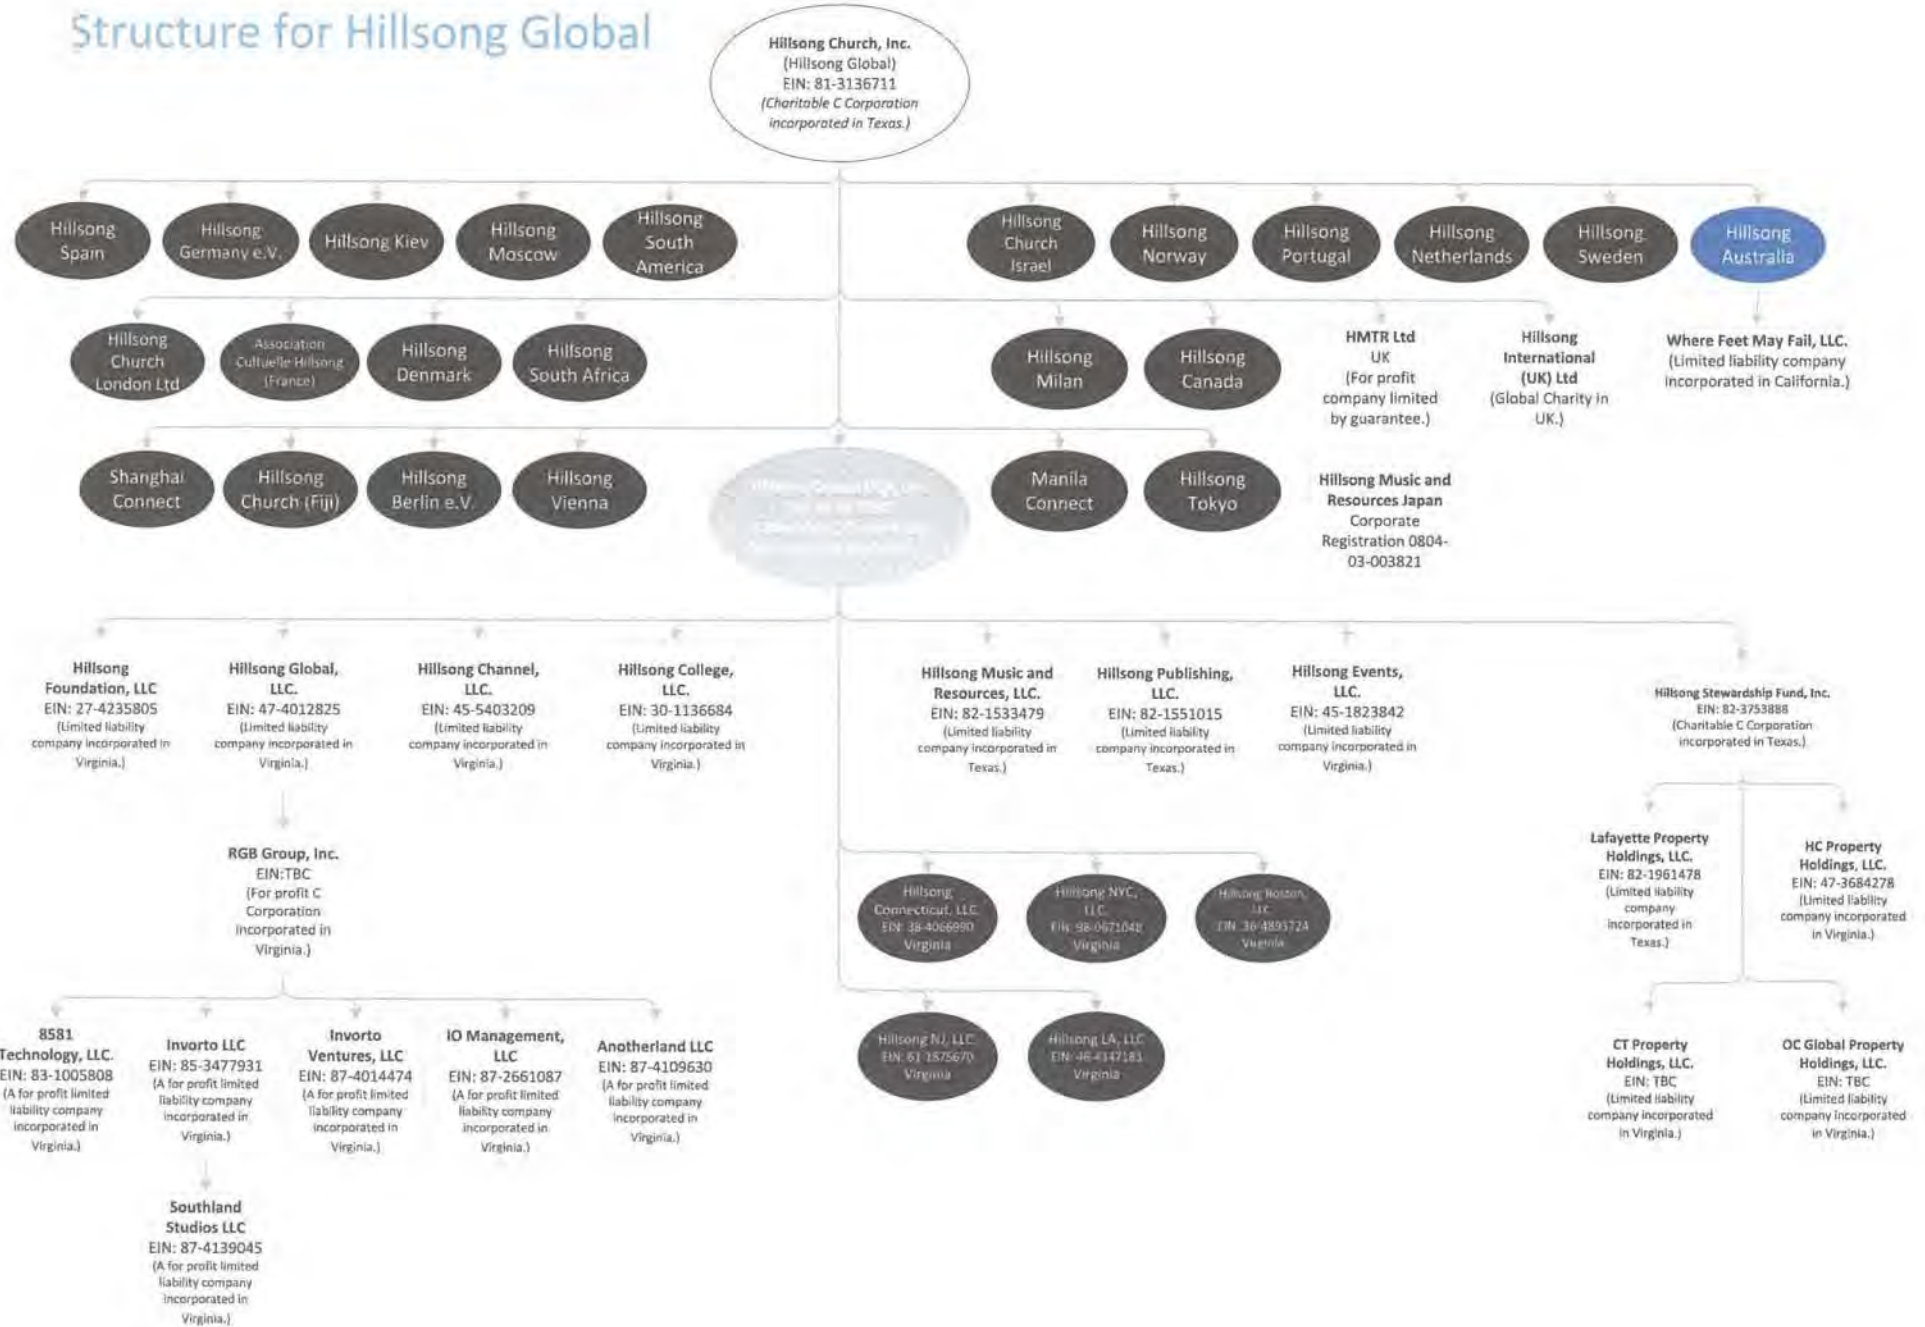 Structure for Hillsong Global
Hillsong Church, Inc.
(Hillsong Global)
EIN: 81-3136711
(Charitable C Corporation
incorporated in Texas.)
Hillsong
Spain
Hillsong
Germany e.V.
Hillsong Kiev
Hillsong
Moscow
Hillsong
South
America
Hillsong
Church
Israel
Hillsong
Norway
Hillsong
Portugal
Hillsong
Netherlands
Hillsong
Sweden
Hillsong
Australia
Hillsong
Church
London Ltd
Association
Cultuelle Hillsong
(France)
Hillsong
Denmark
Hillsong
South Africa
Hillsong
Milan
Hillsong
Canada
HMTR Ltd
UK
(For profit
company limited
by guarantee.)
Hillsong
International
(UK) Ltd
(Global Charity in
UK.)
Where Feet May Fail, LLC.
(Limited liability company
incorporated in California.)
Shanghai
Connect
Hillsong
Church (Fiji)
Hillsong
Berlin e.V.
Hillsong
Vienna
Manila
Connect
Hillsong
Tokyo
Hillsong Music and
Resources Japan
Corporate
Registration 0804-
03-003821
Hillsong
Foundation, LLC
EIN: 27-4235805
(Limited liability
company incorporated in
Virginia.)
Hillsong Global,
LLC.
EIN: 47-4012825
(Limited liability
company incorporated in
Virginia.)
Hillsong Channel,
LLC.
EIN: 45-5403209
(Limited liability
company incorporated in
Virginia.)
Hillsong College,
LLC.
EIN: 30-1136684
(Limited liability
company incorporated in
Virginia.)
Hillsong Music and
Resources, LLC.
EIN: 82-1533479
(Limited liability
company incorporated in
Texas.)
Hillsong Publishing,
LLC.
EIN: 82-1551015
(Limited liability
company incorporated in
Texas.)
Hillsong Events,
LLC.
EIN: 45-1823842
(Limited liability
company incorporated in
Virginia.)
Hillsong Stewardship Fund, Inc.
EIN: 82-3753888
(Charitable C Corporation
incorporated in Texas.)
RGB Group, Inc.
EIN:TBC
(For profit C
Corporation
incorporated in
Virginia.)
Lafayette Property
Holdings, LLC.
EIN: 82-1961478
(Limited liability
company
incorporated in
Texas.)
HC Property
Holdings, LLC.
EIN: 47-3684278
(Limited liability
company incorporated
in Virginia.)
Hillsong
Connecticut, LLC.
EIN: 38-4066990
Virginia
Hillsong NYC,
LLC.
EIN: 98-0671048
Virginia
Hillsong Boston,
LLC
EIN: 36-4893724
Virginia
8581
Technology, LLC.
EIN: 83-1005808
(A for profit limited
liability company
incorporated in
Virginia.)
Invorto LLC
EIN: 85-3477931
(A for profit limited
liability company
incorporated in
Virginia.)
Invorto
Ventures, LLC
EIN: 87-4014474
(A for profit limited
liability company
incorporated in
Virginia.)
IO Management,
LLC
EIN: 87-2661087
(A for profit limited
liability company
incorporated in
Virginia.)
Anotherland LLC
EIN: 87-4109630
(A for profit limited
liability company
incorporated in
Virginia.)
Hillsong NJ, LLC.
EIN: 61-1875670
Virginia
Hillsong LA, LLC
EIN: 46-4347183
Virginia
CT Property
Holdings, LLC.
EIN: TBC
(Limited liability
company incorporated
in Virginia.)
OC Global Property
Holdings, LLC.
EIN: TBC
(Limited liability
company incorporated
in Virginia.)
Southland
Studios LLC
EIN: 87-4139045
(A for profit limited
liability company
incorporated in
Virginia.)